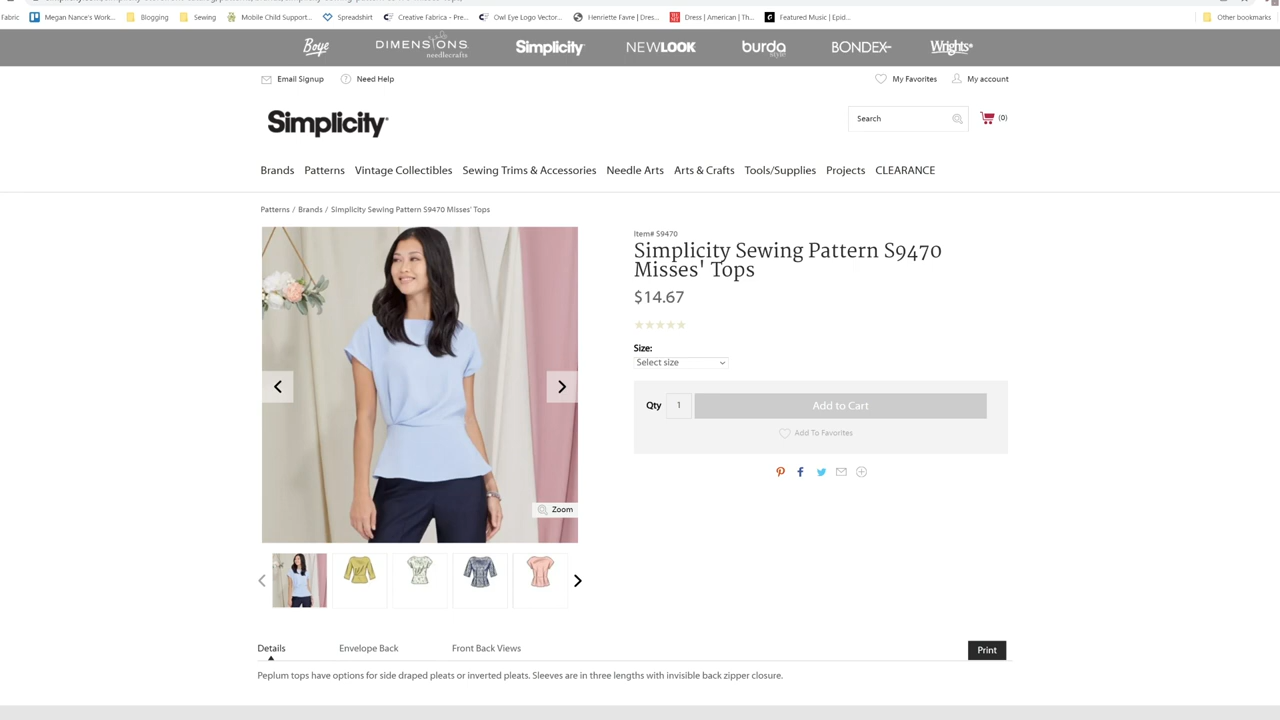 Fabric
Megan Nance's Work...
Blogging
Sewing
Mobile Child Support...
Spreadshirt
Creative Fabrica - Pre...
Owl Eye Logo Vector...
Henriette Favre | Dres...
Dress | American | Th...
Featured Music | Epid...
Other bookmarks
Boye
DIMENSIONS
needlecrafts
Simplicity
NEWLOOK
burda
style
BONDEX
Wrights
Email Signup
Need Help
My Favorites
My account
Simplicity
Search
(0)
Brands Patterns Vintage Collectibles Sewing Trims & Accessories Needle Arts Arts & Crafts Tools/Supplies Projects CLEARANCE
Patterns / Brands / Simplicity Sewing Pattern S9470 Misses' Tops
Item# S9470
Simplicity Sewing Pattern S9470
Misses' Tops
$14.67
Size:
Select size
Qty 1 Add to Cart
Add To Favorites
Zoom
Details Envelope Back Front Back Views Print
Peplum tops have options for side draped pleats or inverted pleats. Sleeves are in three lengths with invisible back zipper closure.